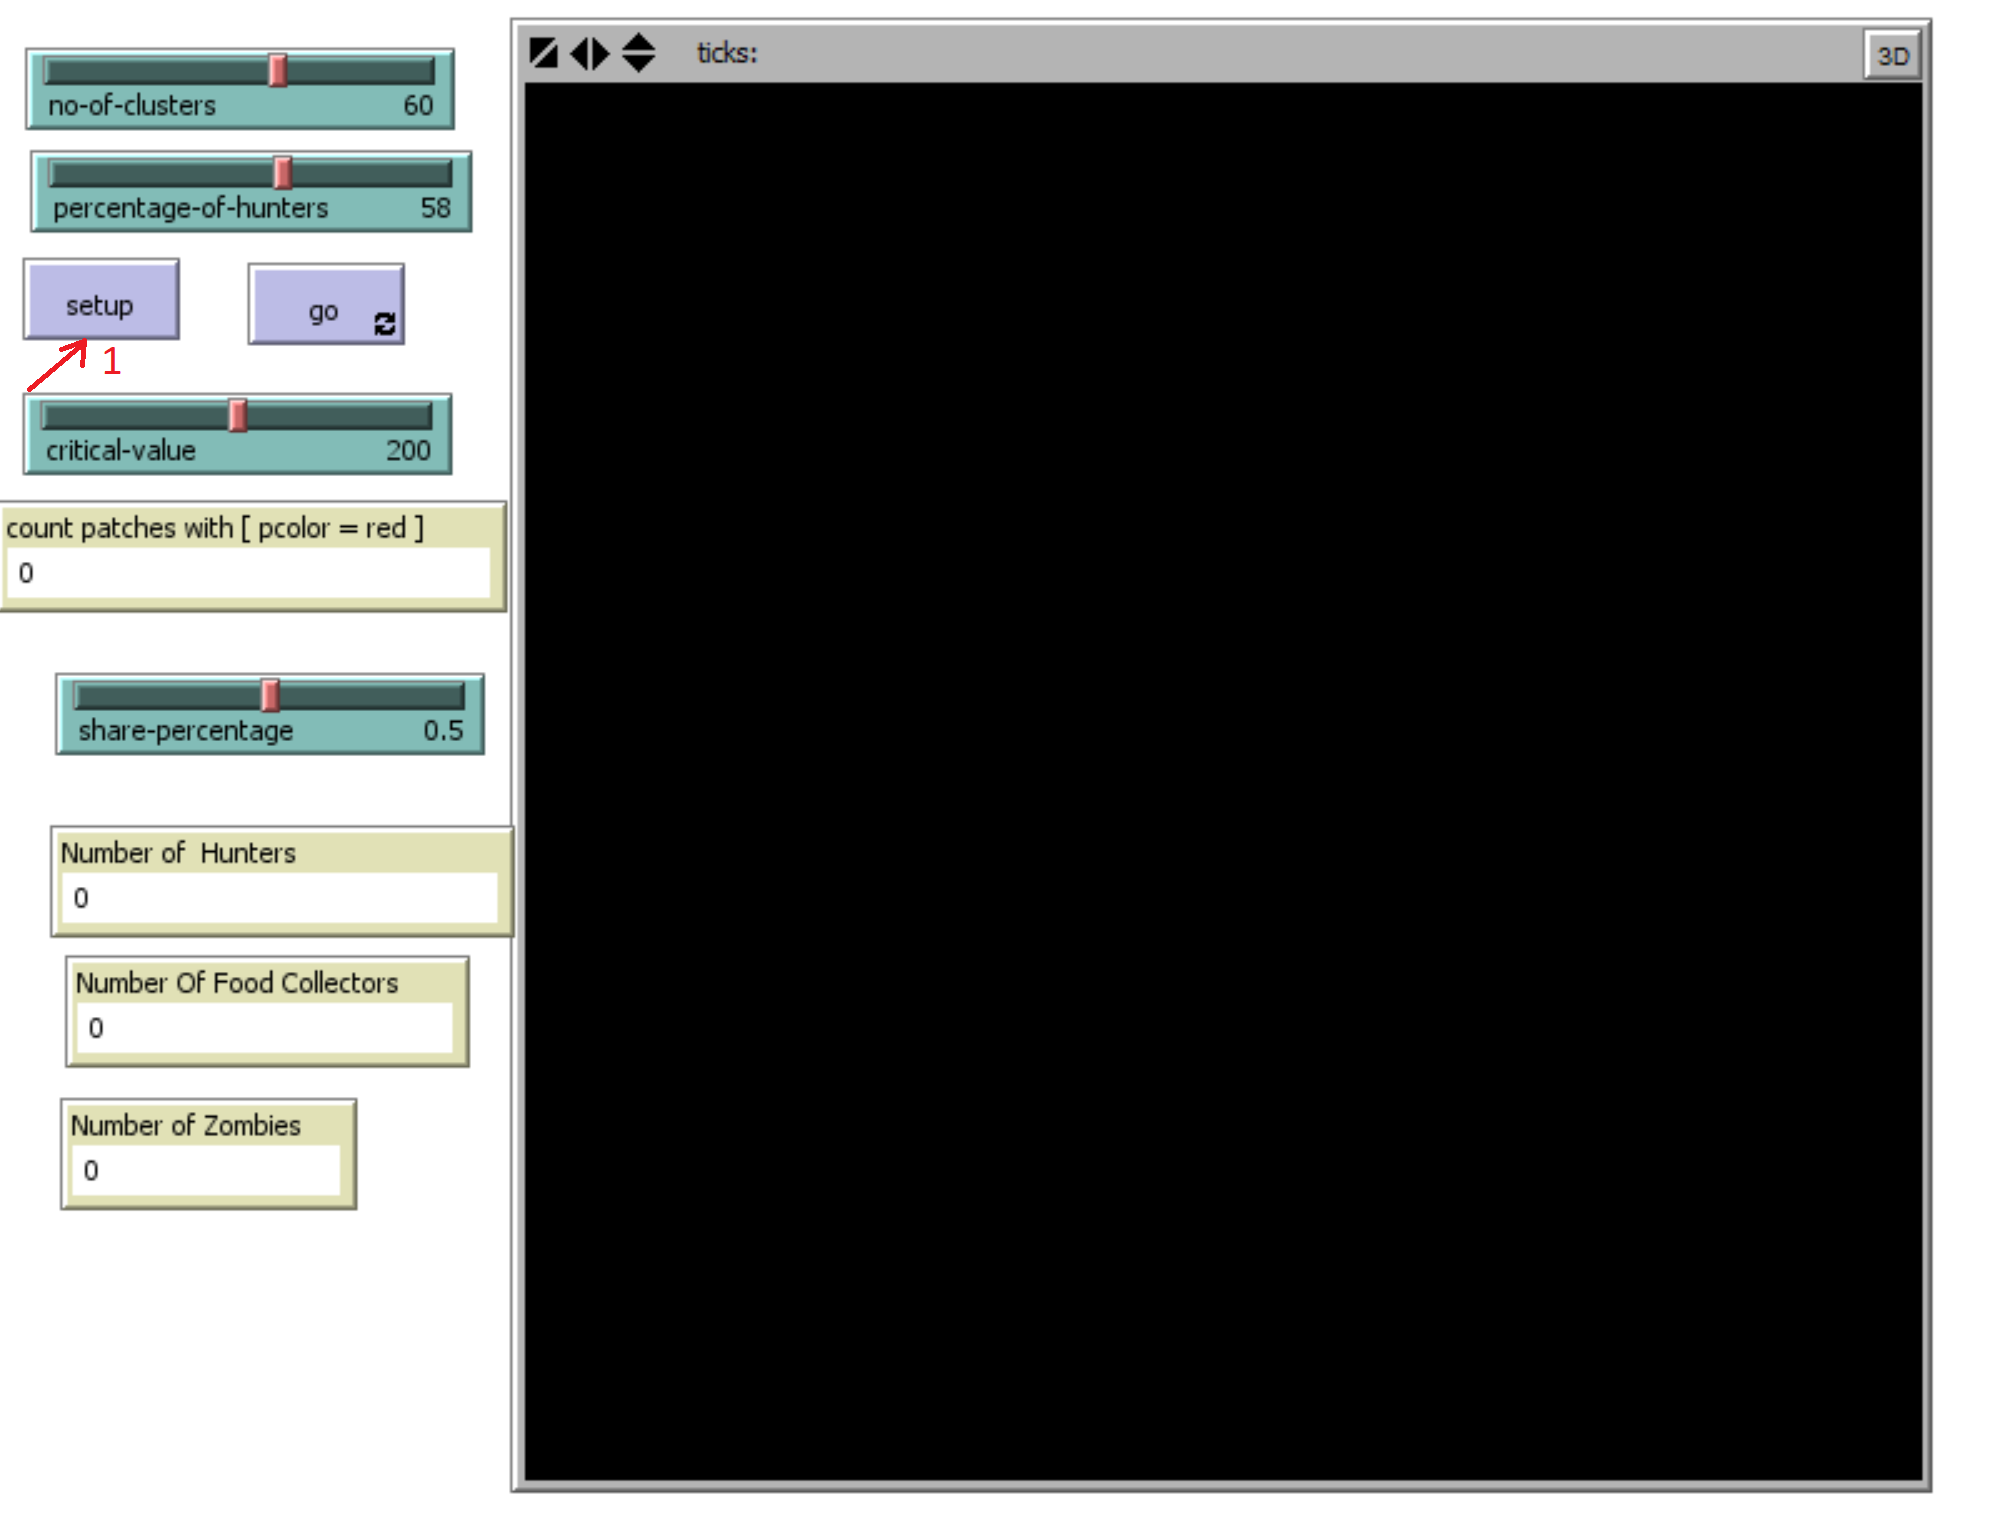 ticks:
3D
no-of-clusters 60
percentage-of-hunters 58
setup
go
1
critical-value 200
count patches with [ pcolor = red ]
0
share-percentage 0.5
Number of  Hunters
0
Number Of Food Collectors
0
Number of Zombies
0